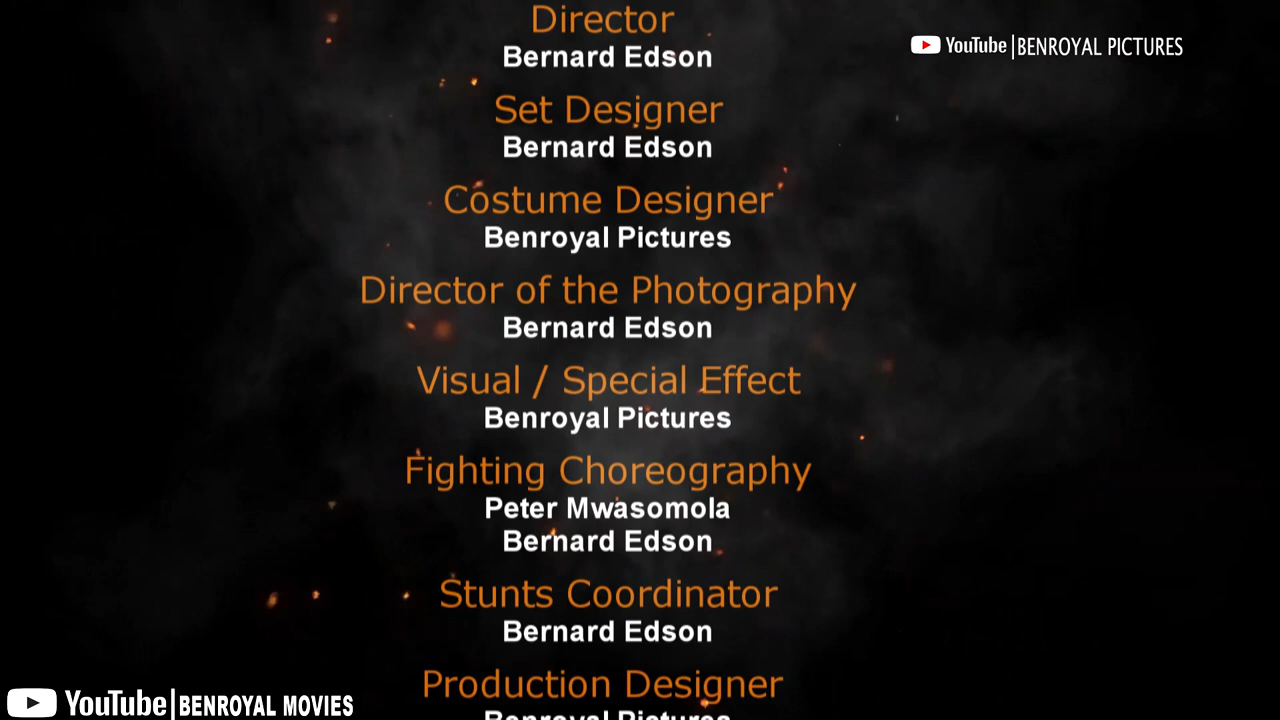 Director
Bernard Edson
YouTube | BENROYAL PICTURES
Set Designer
Bernard Edson
Costume Designer
Benroyal Pictures
Director of the Photography
Bernard Edson
Visual / Special Effect
Benroyal Pictures
Fighting Choreography
Peter Mwasomola
Bernard Edson
Stunts Coordinator
Bernard Edson
Production Designer
Benroyal Pictures
YouTube | BENROYAL MOVIES